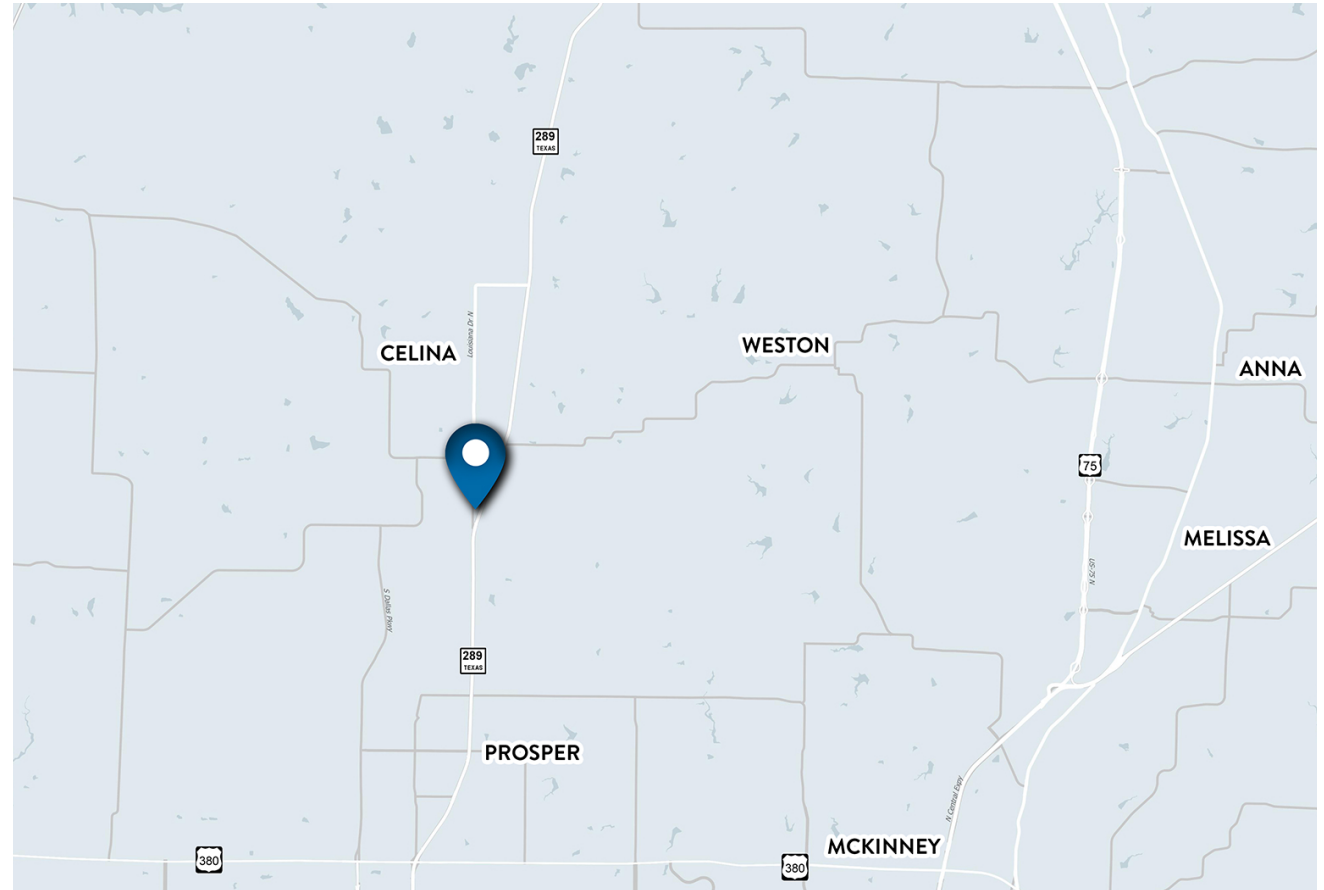 289
TEXAS
Louisiana Dr N
CELINA
WESTON
ANNA
75
MELISSA
US-75 N
S Dallas Pkwy
289
TEXAS
PROSPER
N Central Expy
MCKINNEY
380
380